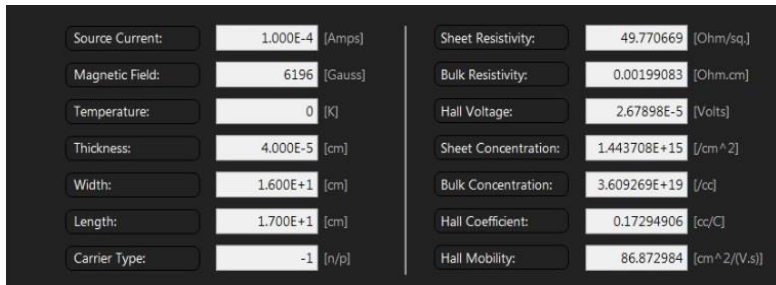 Source Current: 1.000E-4 [Amps] Sheet Resistivity: 49.770669 [Ohm/sq.]
Magnetic Field: 6196 [Gauss] Bulk Resistivity: 0.00199083 [Ohm.cm]
Temperature: 0 [K] Hall Voltage: 2.67898E-5 [Volts]
Thickness: 4.000E-5 [cm] Sheet Concentration: 1.443708E+15 [/cm^2]
Width: 1.600E+1 [cm] Bulk Concentration: 3.609269E+19 [/cc]
Length: 1.700E+1 [cm] Hall Coefficient: 0.17294906 [cc/C]
Carrier Type: -1 [n/p] Hall Mobility: 86.872984 [cm^2/(V.s)]